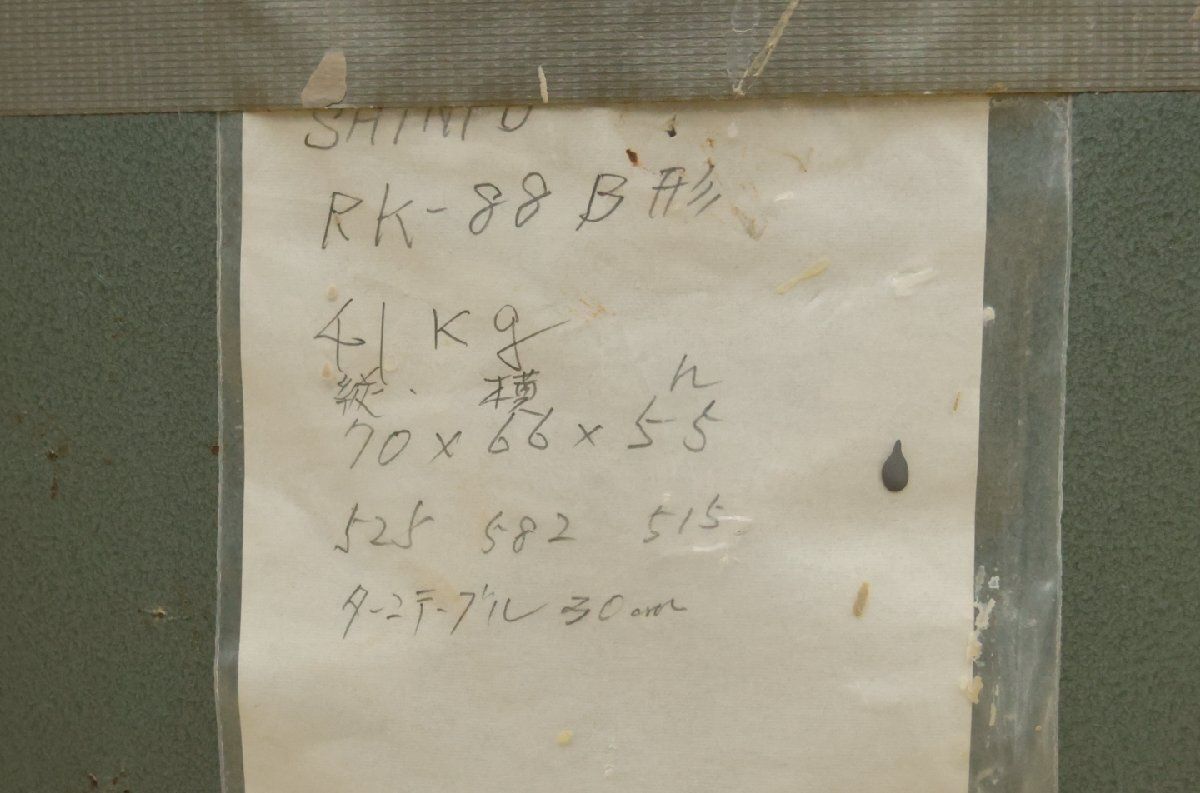 SHINPO
RK-88 B形
41 Kg
縦. 横 h
70 x 66 x 55
525 582 515
ターンテーブル 30cm